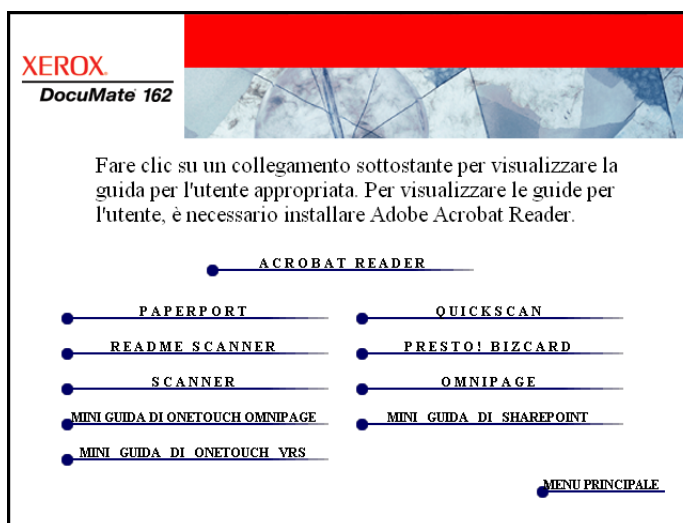 XEROX.
DocuMate 162
Fare clic su un collegamento sottostante per visualizzare la
guida per l'utente appropriata. Per visualizzare le guide per
l'utente, è necessario installare Adobe Acrobat Reader.
ACROBAT READER
PAPERPORT
QUICKSCAN
README SCANNER
PRESTO! BIZCARD
SCANNER
OMNIPAGE
MINI GUIDA DI ONETOUCH OMNIPAGE
MINI GUIDA DI SHAREPOINT
MINI GUIDA DI ONETOUCH VRS
MENU PRINCIPALE